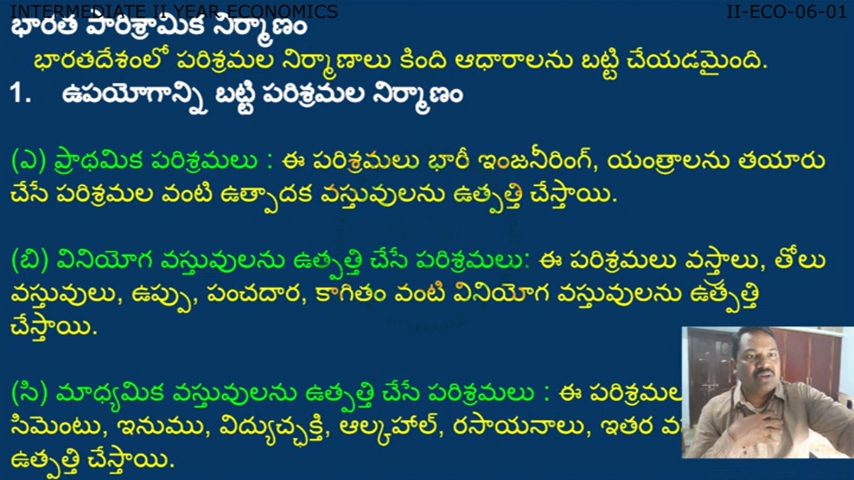 INTERMEDIATE II YEAR ECONOMICS II-ECO-06-01
భారత పారిశ్రామిక నిర్మాణం
భారతదేశంలో పరిశ్రమల నిర్మాణాలు కింది ఆధారాలను బట్టి చేయడమైంది.
1. ఉపయోగాన్ని బట్టి పరిశ్రమల నిర్మాణం
(ఎ) ప్రాథమిక పరిశ్రమలు : ఈ పరిశ్రమలు భారీ ఇంజనీరింగ్, యంత్రాలను తయారు
చేసే పరిశ్రమల వంటి ఉత్పాదక వస్తువులను ఉత్పత్తి చేస్తాయి.
(బి) వినియోగ వస్తువులను ఉత్పత్తి చేసే పరిశ్రమలు: ఈ పరిశ్రమలు వస్త్రాలు, తోలు
వస్తువులు, ఉప్పు, పంచదార, కాగితం వంటి వినియోగ వస్తువులను ఉత్పత్తి
చేస్తాయి.
(సి) మాధ్యమిక వస్తువులను ఉత్పత్తి చేసే పరిశ్రమలు : ఈ పరిశ్రమల
సిమెంటు, ఇనుము, విద్యుచ్ఛక్తి, ఆల్కహాల్, రసాయనాలు, ఇతర
ఉత్పత్తి చేస్తాయి.